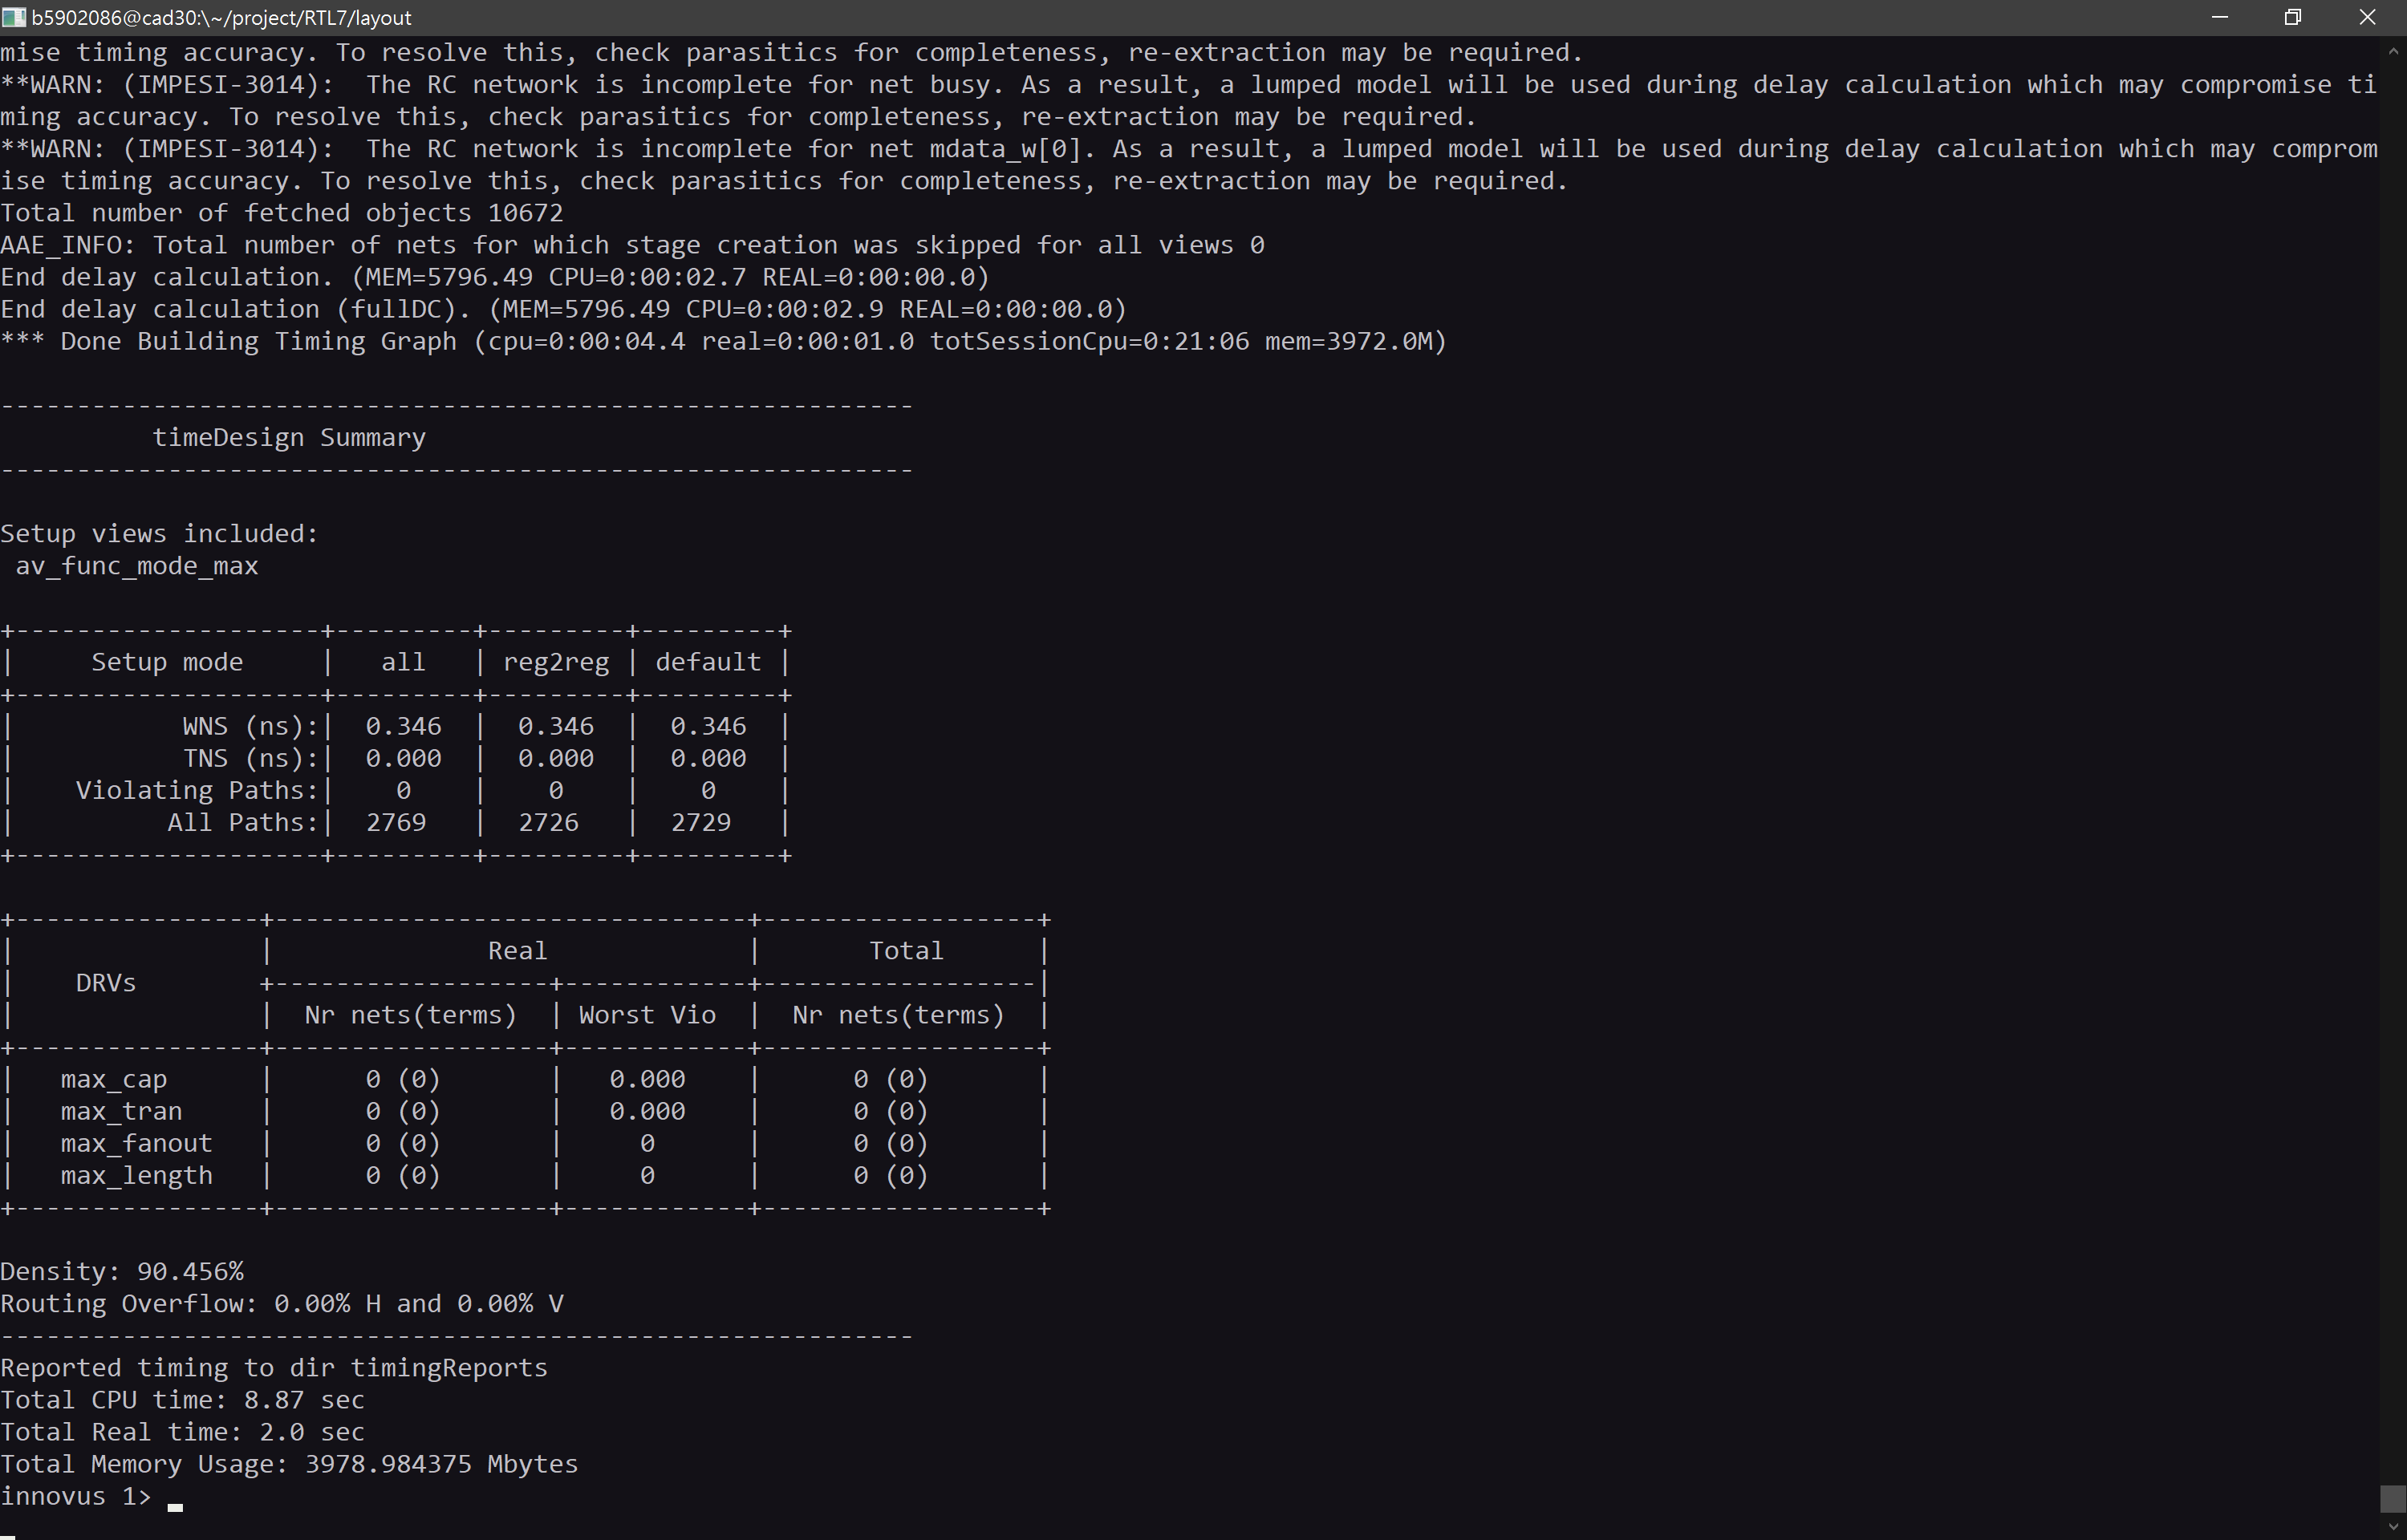 b5902086@cad30:\~/project/RTL7/layout
mise timing accuracy. To resolve this, check parasitics for completeness, re-extraction may be required.
**WARN: (IMPESI-3014):  The RC network is incomplete for net busy. As a result, a lumped model will be used during delay calculation which may compromise ti
ming accuracy. To resolve this, check parasitics for completeness, re-extraction may be required.
**WARN: (IMPESI-3014):  The RC network is incomplete for net mdata_w[0]. As a result, a lumped model will be used during delay calculation which may comprom
ise timing accuracy. To resolve this, check parasitics for completeness, re-extraction may be required.
Total number of fetched objects 10672
AAE_INFO: Total number of nets for which stage creation was skipped for all views 0
End delay calculation. (MEM=5796.49 CPU=0:00:02.7 REAL=0:00:00.0)
End delay calculation (fullDC). (MEM=5796.49 CPU=0:00:02.9 REAL=0:00:00.0)
*** Done Building Timing Graph (cpu=0:00:04.4 real=0:00:01.0 totSessionCpu=0:21:06 mem=3972.0M)
------------------------------------------------------------
          timeDesign Summary
------------------------------------------------------------
Setup views included:
 av_func_mode_max
+--------------------+---------+---------+---------+
|     Setup mode     |   all   | reg2reg | default |
+--------------------+---------+---------+---------+
|           WNS (ns):|  0.346  |  0.346  |  0.346  |
|           TNS (ns):|  0.000  |  0.000  |  0.000  |
|    Violating Paths:|    0    |    0    |    0    |
|          All Paths:|  2769   |  2726   |  2729   |
+--------------------+---------+---------+---------+
+----------------+-------------------------------+------------------+
|                |              Real             |       Total      |
|    DRVs        +------------------+------------+------------------|
|                |  Nr nets(terms)  | Worst Vio  |  Nr nets(terms)  |
+----------------+------------------+------------+------------------+
|   max_cap      |      0 (0)       |   0.000    |      0 (0)       |
|   max_tran     |      0 (0)       |   0.000    |      0 (0)       |
|   max_fanout   |      0 (0)       |     0      |      0 (0)       |
|   max_length   |      0 (0)       |     0      |      0 (0)       |
+----------------+------------------+------------+------------------+
Density: 90.456%
Routing Overflow: 0.00% H and 0.00% V
------------------------------------------------------------
Reported timing to dir timingReports
Total CPU time: 8.87 sec
Total Real time: 2.0 sec
Total Memory Usage: 3978.984375 Mbytes
innovus 1>